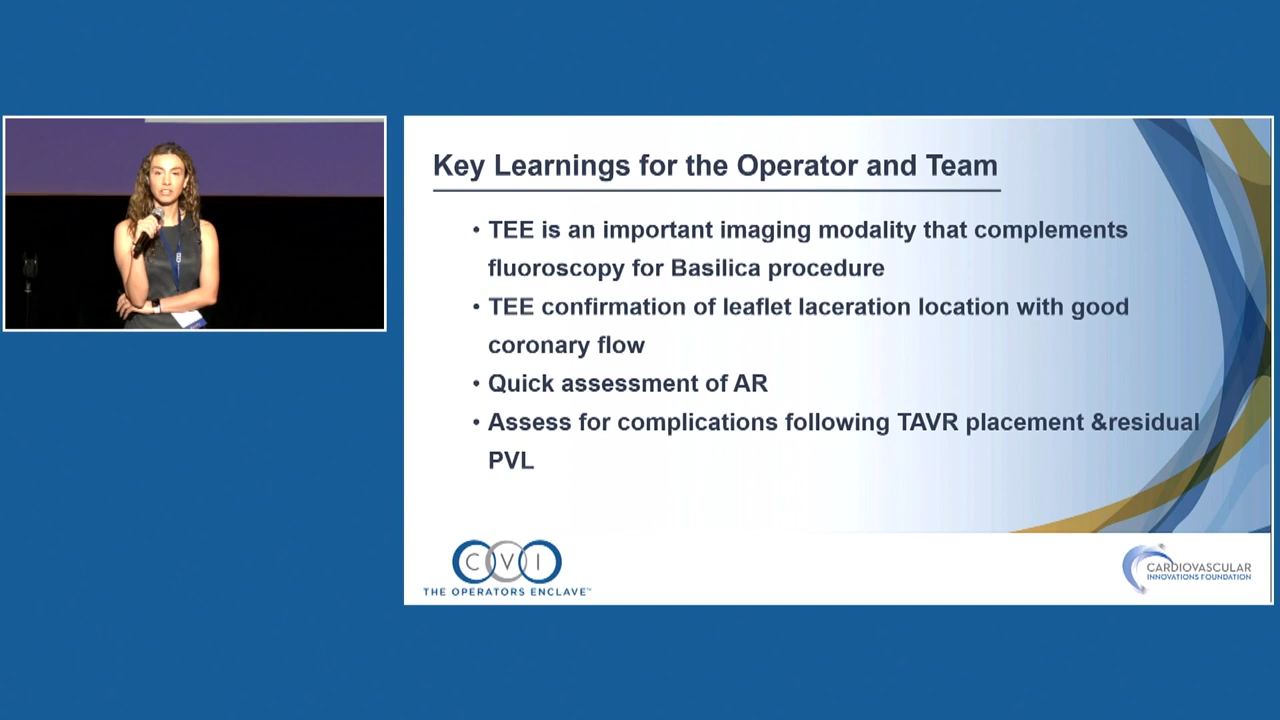 Key Learnings for the Operator and Team
• TEE is an important imaging modality that complements
fluoroscopy for Basilica procedure
• TEE confirmation of leaflet laceration location with good
coronary flow
• Quick assessment of AR
• Assess for complications following TAVR placement &residual
PVL
C V I
THE OPERATORS ENCLAVE™
CARDIOVASCULAR
INNOVATIONS FOUNDATION